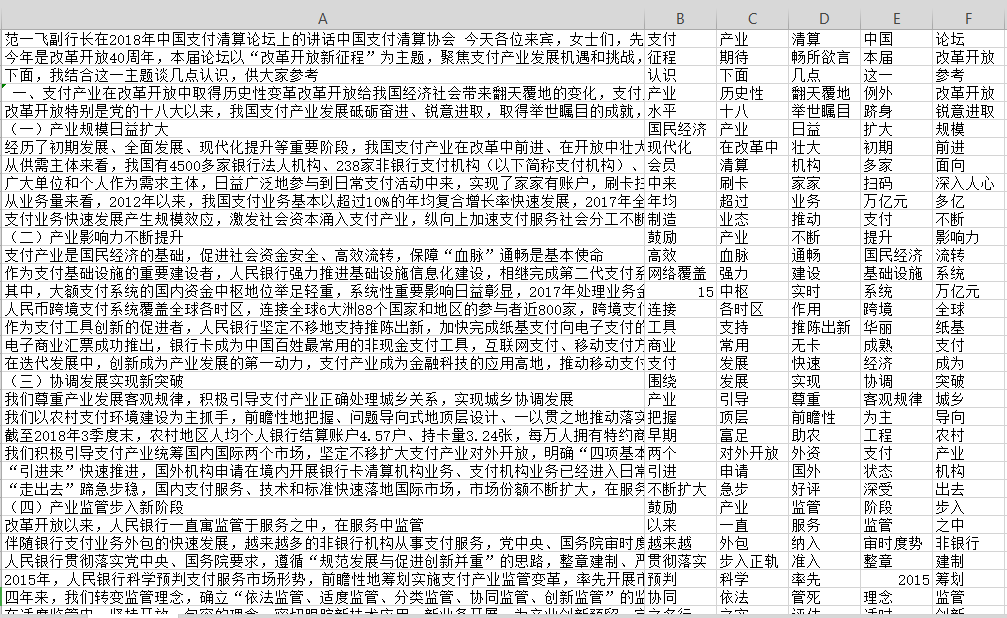 A B C D E F
范一飞副行长在2018年中国支付清算论坛上的讲话中国支付清算协会 今天各位来宾，女士们，先 支付 产业 清算 中国 论坛
今年是改革开放40周年，本届论坛以“改革开放新征程”为主题，聚焦支付产业发展机遇和挑战， 征程 期待 畅所欲言 本届 改革开放
下面，我结合这一主题谈几点认识，供大家参考 认识 下面 几点 这一 参考
一、支付产业在改革开放中取得历史性变革改革开放给我国经济社会带来翻天覆地的变化，支付 产业 历史性 翻天覆地 例外 改革开放
改革开放特别是党的十八大以来，我国支付产业发展砥砺奋进、锐意进取，取得举世瞩目的成就， 水平 十八 举世瞩目 跻身 锐意进取
（一）产业规模日益扩大 国民经济 产业 日益 扩大 规模
经历了初期发展、全面发展、现代化提升等重要阶段，我国支付产业在改革中前进、在开放中壮大 现代化 在改革中 壮大 初期 前进
从供需主体来看，我国有4500多家银行法人机构、238家非银行支付机构（以下简称支付机构）、 会员 清算 机构 多家 面向
广大单位和个人作为需求主体，日益广泛地参与到日常支付活动中来，实现了家家有账户，刷卡扫 中来 刷卡 家家 扫码 深入人心
从业务量来看，2012年以来，我国支付业务基本以超过10%的年均复合增长率快速发展，2017年全 年均 超过 业务 万亿元 多亿
支付业务快速发展产生规模效应，激发社会资本涌入支付产业，纵向上加速支付服务社会分工不断 制造 业态 推动 支付 不断
（二）产业影响力不断提升 鼓励 产业 不断 提升 影响力
支付产业是国民经济的基础，促进社会资金安全、高效流转，保障“血脉”通畅是基本使命 高效 血脉 通畅 国民经济 流转
作为支付基础设施的重要建设者，人民银行强力推进基础设施信息化建设，相继完成第二代支付系 网络覆盖 强力 建设 基础设施 系统
其中，大额支付系统的国内资金中枢地位举足轻重，系统性重要影响日益彰显，2017年处理业务金 15 中枢 实时 系统 万亿元
人民币跨境支付系统覆盖全球各时区，连接全球6大洲88个国家和地区的参与者近800家，跨境支付 连接 各时区 作用 跨境 全球
作为支付工具创新的促进者，人民银行坚定不移地支持推陈出新，加快完成纸基支付向电子支付的 工具 支持 推陈出新 华丽 纸基
电子商业汇票成功推出，银行卡成为中国百姓最常用的非现金支付工具，互联网支付、移动支付方 商业 常用 无卡 成熟 支付
在迭代发展中，创新成为产业发展的第一动力，支付产业成为金融科技的应用高地，推动移动支付 支付 发展 快速 经济 成为
（三）协调发展实现新突破 围绕 发展 实现 协调 突破
我们尊重产业发展客观规律，积极引导支付产业正确处理城乡关系，实现城乡协调发展 产业 引导 尊重 客观规律 城乡
我们以农村支付环境建设为主抓手，前瞻性地把握、问题导向式地顶层设计、一以贯之地推动落实 把握 顶层 前瞻性 为主 导向
截至2018年3季度末，农村地区人均个人银行结算账户4.57户、持卡量3.24张，每万人拥有特约商 早期 富足 助农 工程 农村
我们积极引导支付产业统筹国内国际两个市场，坚定不移扩大支付产业对外开放，明确“四项基本 两个 对外开放 外资 支付 产业
“引进来”快速推进，国外机构申请在境内开展银行卡清算机构业务、支付机构业务已经进入日常 引进 申请 国外 状态 机构
“走出去”蹄急步稳，国内支付服务、技术和标准快速落地国际市场，市场份额不断扩大，在服务 不断扩大 急步 好评 深受 出去
（四）产业监管步入新阶段 鼓励 产业 监管 阶段 步入
改革开放以来，人民银行一直寓监管于服务之中，在服务中监管 以来 一直 服务 监管 之中
伴随银行支付业务外包的快速发展，越来越多的非银行机构从事支付服务，党中央、国务院审时度 越来越 外包 纳入 审时度势 非银行
人民银行贯彻落实党中央、国务院要求，遵循“规范发展与促进创新并重”的思路，整章建制、严 贯彻落实 步入正轨 准入 整章 建制
2015年，人民银行科学预判支付服务市场形势，前瞻性地筹划实施支付产业监管变革，率先开展市 预判 科学 率先 2015 筹划
四年来，我们转变监管理念，确立“依法监管、适度监管、分类监管、协同监管、创新监管”的监 协同 依法 管死 理念 监管